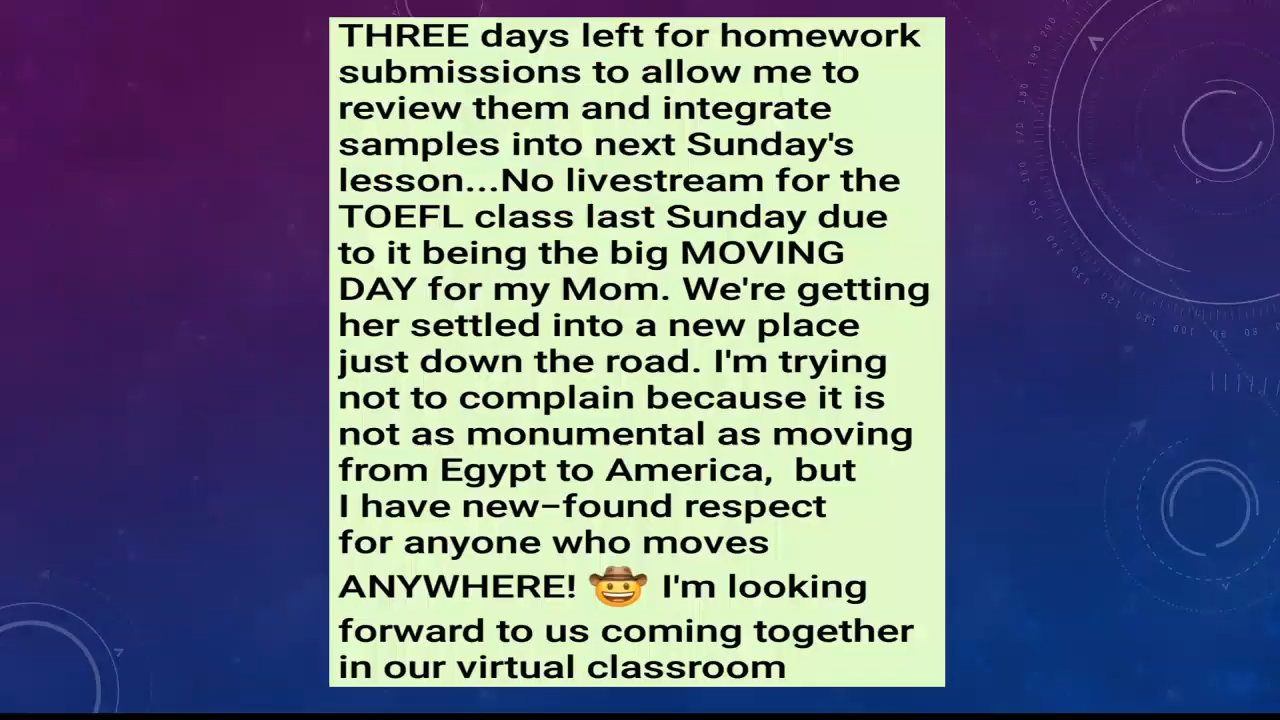 THREE days left for homework
submissions to allow me to
review them and integrate
samples into next Sunday's
lesson...No livestream for the
TOEFL class last Sunday due
to it being the big MOVING
DAY for my Mom. We're getting
her settled into a new place
just down the road. I'm trying
not to complain because it is
not as monumental as moving
from Egypt to America,  but
I have new–found respect
for anyone who moves
ANYWHERE! 🤠 I'm looking
forward to us coming together
in our virtual classroom